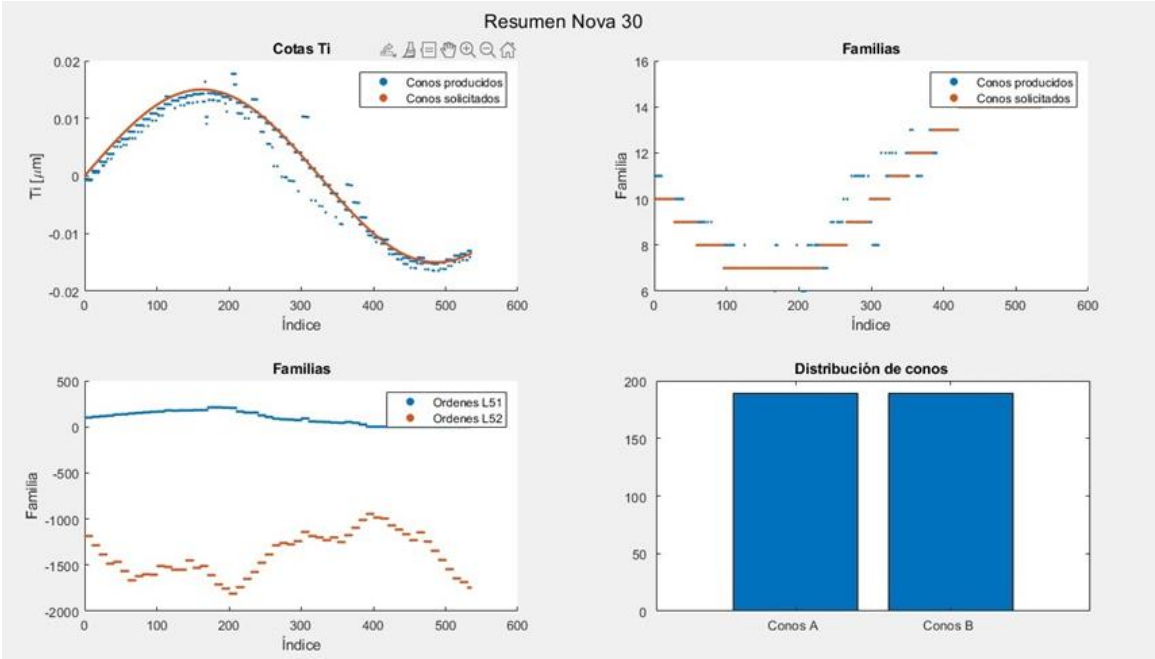 Resumen Nova 30
Cotas Ti
0.02
0.01
0
-0.01
-0.02
Ti [μm]
0 100 200 300 400 500 600
Índice
Conos producidos
Conos solicitados
Familias
16
14
12
10
8
6
Familia
0 100 200 300 400 500 600
Índice
Conos producidos
Conos solicitados
Familias
500
0
-500
-1000
-1500
-2000
Familia
0 100 200 300 400 500 600
Índice
Ordenes L51
Ordenes L52
Distribución de conos
200
150
100
50
0
Conos A Conos B